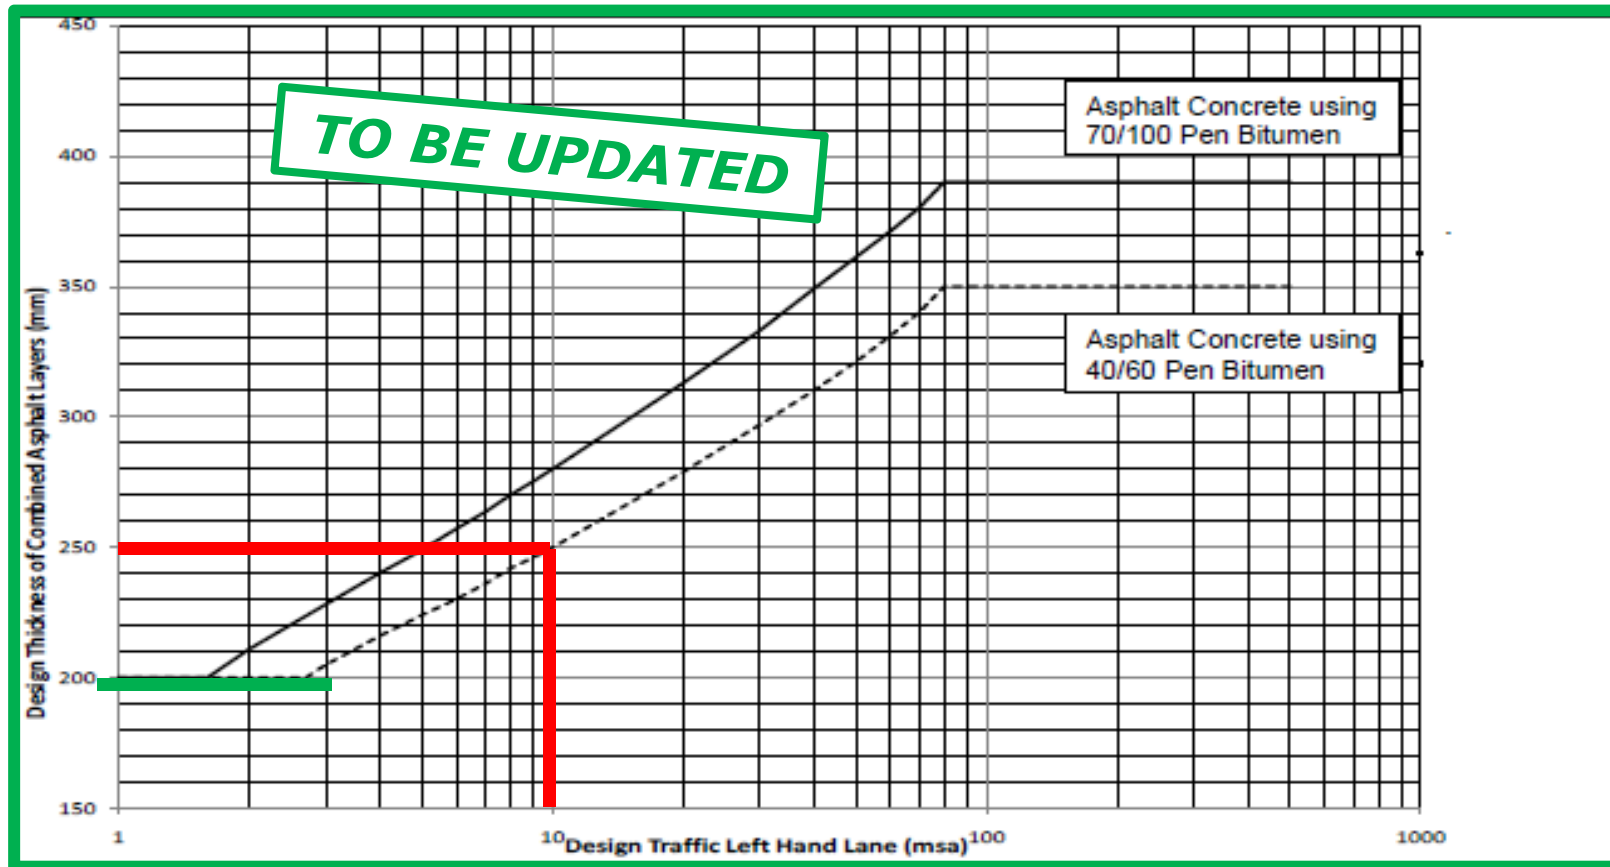 450
TO BE UPDATED
Asphalt Concrete using
70/100 Pen Bitumen
400
350
Asphalt Concrete using
40/60 Pen Bitumen
300
250
200
150
Design Thickness of Combined Asphalt Layers (mm)
1
10
100
1000
Design Traffic Left Hand Lane (msa)